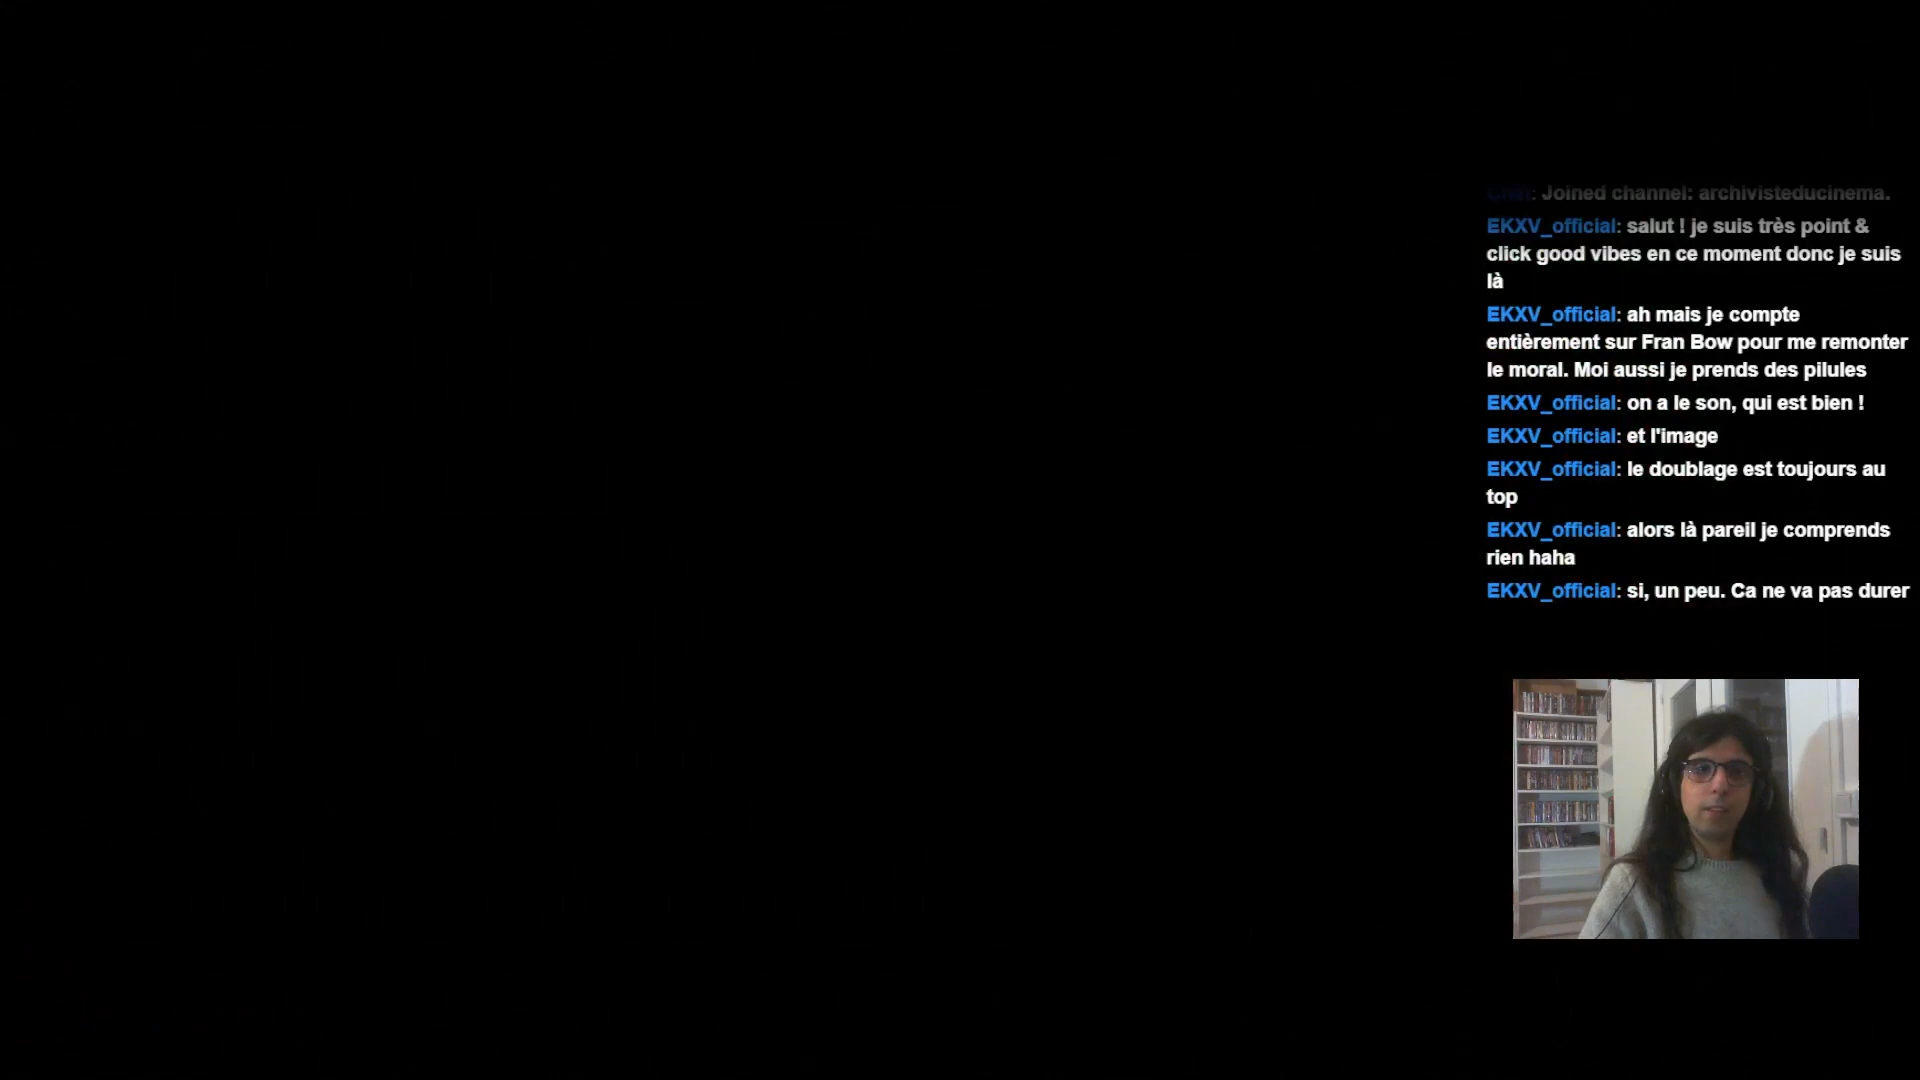 Chat: Joined channel: archivisteducinema.
EKXV_official: salut ! je suis très point &
click good vibes en ce moment donc je suis
là
EKXV_official: ah mais je compte
entièrement sur Fran Bow pour me remonter
le moral. Moi aussi je prends des pilules
EKXV_official: on a le son, qui est bien !
EKXV_official: et l'image
EKXV_official: le doublage est toujours au
top
EKXV_official: alors là pareil je comprends
rien haha
EKXV_official: si, un peu. Ca ne va pas durer